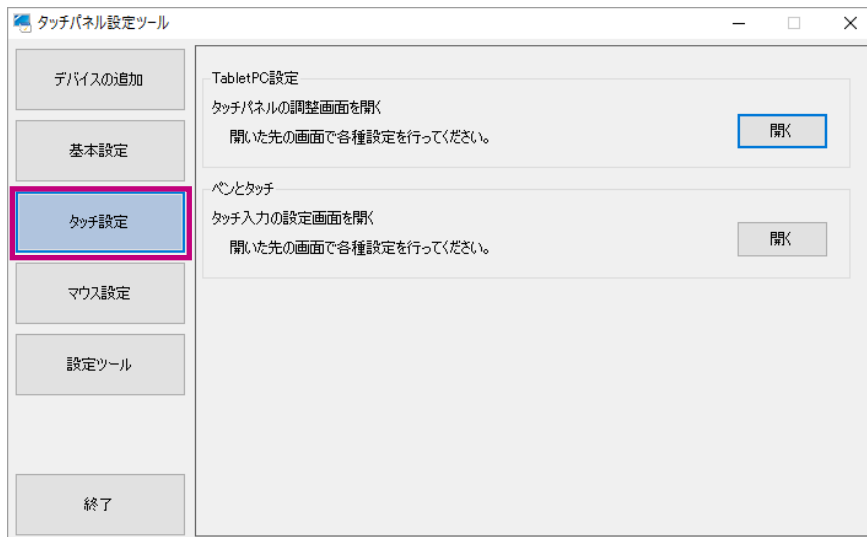 タッチパネル設定ツール
デバイスの追加
基本設定
タッチ設定
マウス設定
設定ツール
終了
TabletPC設定
タッチパネルの調整画面を開く
開いた先の画面で各種設定を行ってください。
開く
ペンとタッチ
タッチ入力の設定画面を開く
開いた先の画面で各種設定を行ってください。
開く